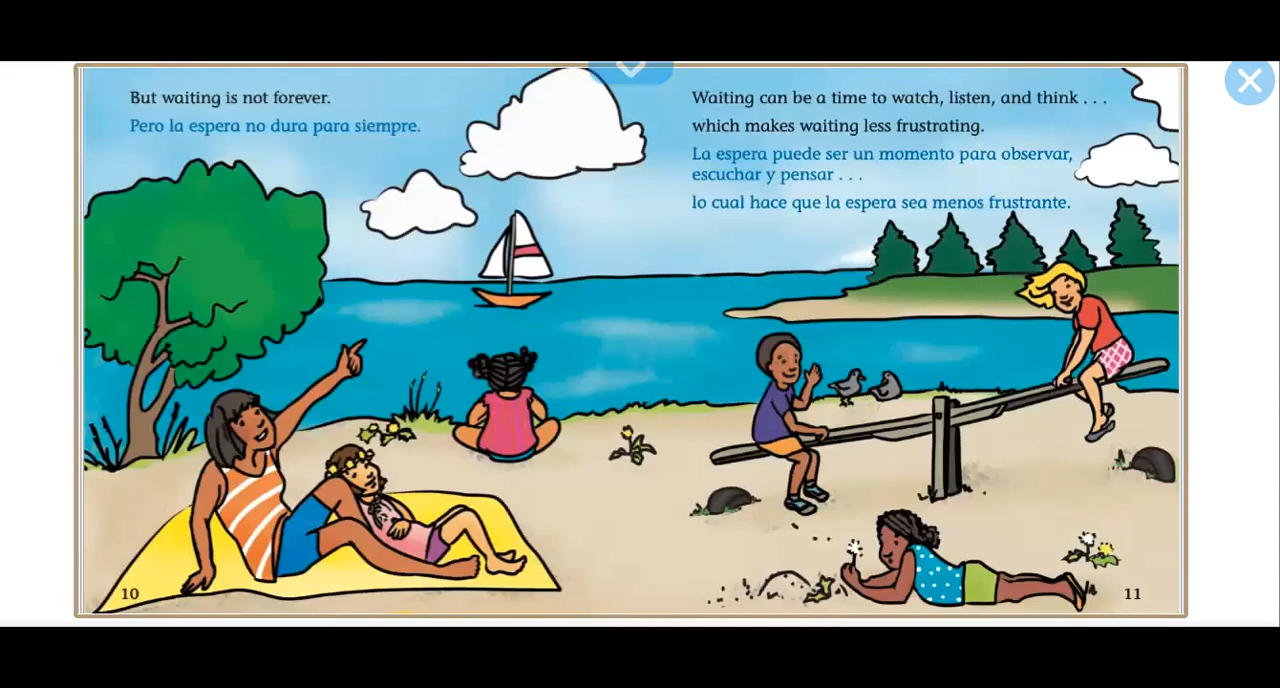 But waiting is not forever.
Pero la espera no dura para siempre.
10
Waiting can be a time to watch, listen, and think . . .
which makes waiting less frustrating.
La espera puede ser un momento para observar,
escuchar y pensar . . .
lo cual hace que la espera sea menos frustrante.
11